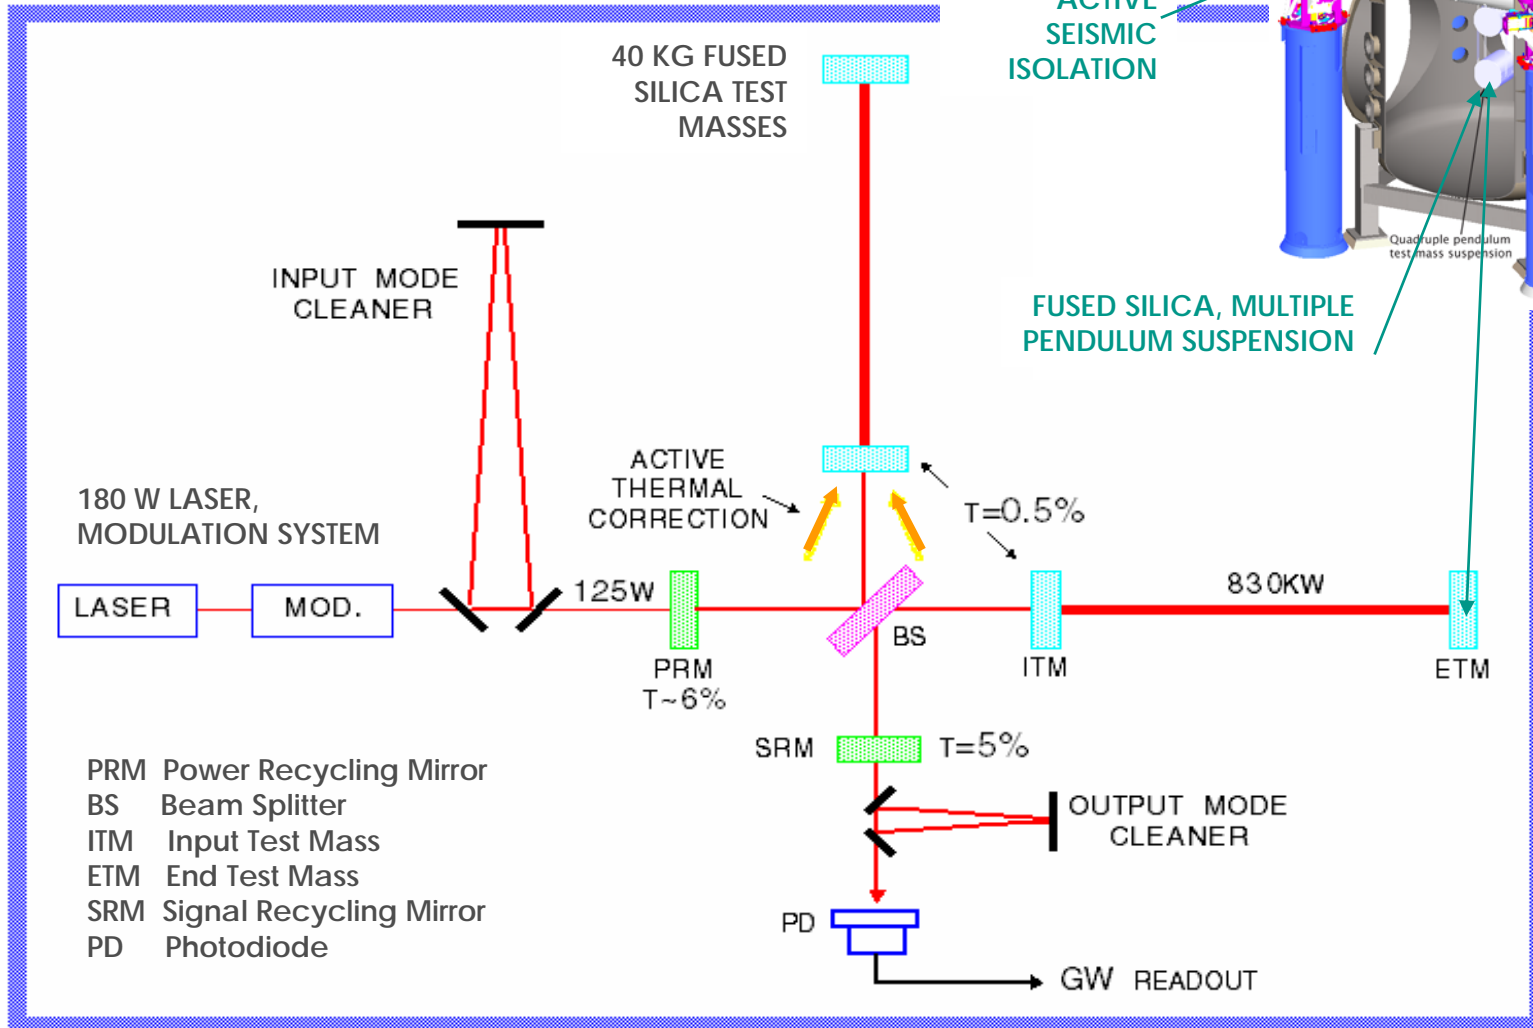 ACTIVE
SEISMIC
ISOLATION
40 KG FUSED
SILICA TEST
MASSES
Quadruple pendulum
test mass suspension
INPUT MODE
CLEANER
FUSED SILICA, MULTIPLE
PENDULUM SUSPENSION
ACTIVE
THERMAL
CORRECTION
T=0.5%
180 W LASER,
MODULATION SYSTEM
LASER
MOD.
125W
830KW
BS
PRM
T~6%
ITM
ETM
SRM
T=5%
PRM Power Recycling Mirror
BS Beam Splitter
ITM Input Test Mass
ETM End Test Mass
SRM Signal Recycling Mirror
PD Photodiode
OUTPUT MODE
CLEANER
PD
GW READOUT